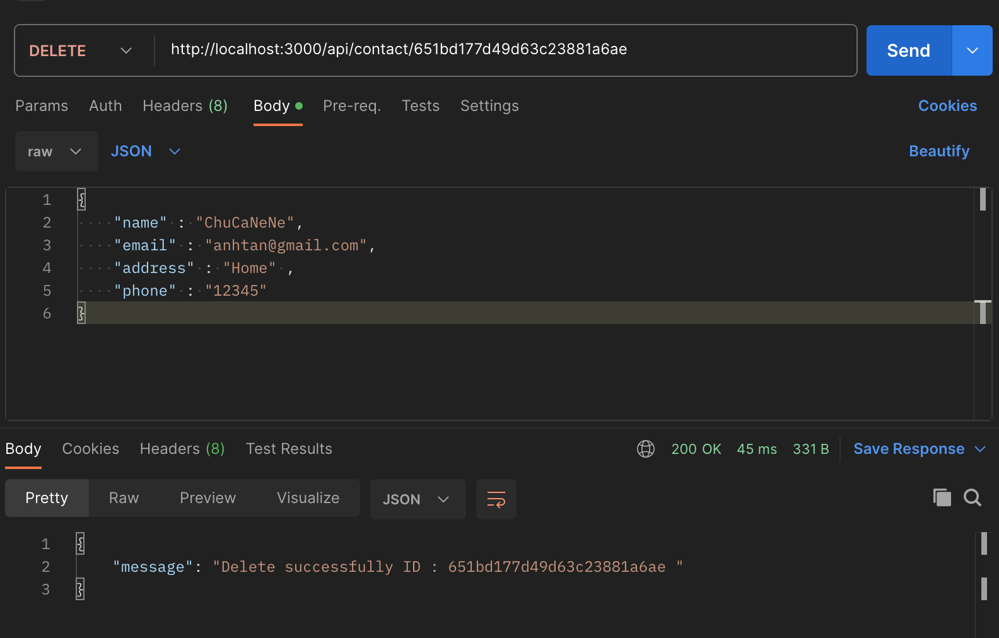 DELETE http://localhost:3000/api/contact/651bd177d49d63c23881a6ae Send
Params Auth Headers (8) Body Pre-req. Tests Settings Cookies
raw JSON Beautify
1 {
2 "name" : "ChuCaNeNe",
3 "email" : "anhtan@gmail.com",
4 "address" : "Home" ,
5 "phone" : "12345"
6 }
Body Cookies Headers (8) Test Results 200 OK 45 ms 331 B Save Response
Pretty Raw Preview Visualize JSON
1 {
2 "message": "Delete successfully ID : 651bd177d49d63c23881a6ae "
3 }